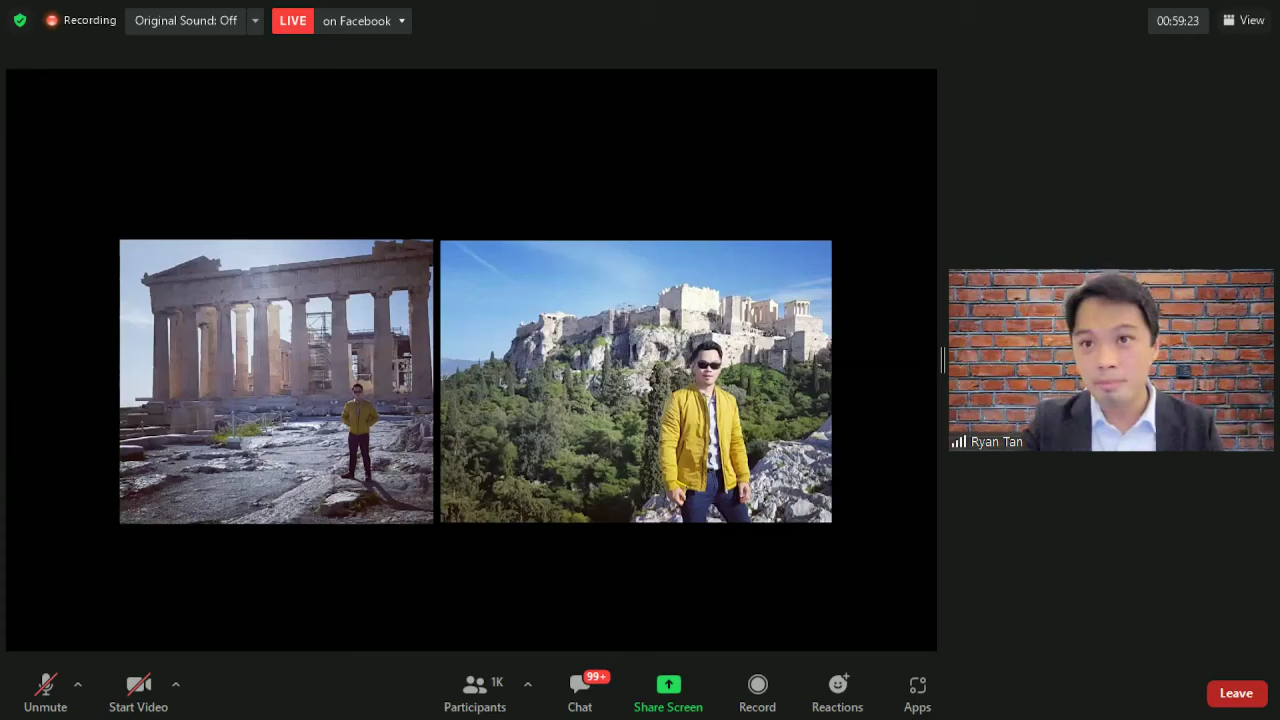 Recording
Original Sound: Off
LIVE on Facebook
00:59:23
View
Ryan Tan
Unmute
Start Video
1K
Participants
99+
Chat
Share Screen
Record
Reactions
Apps
Leave